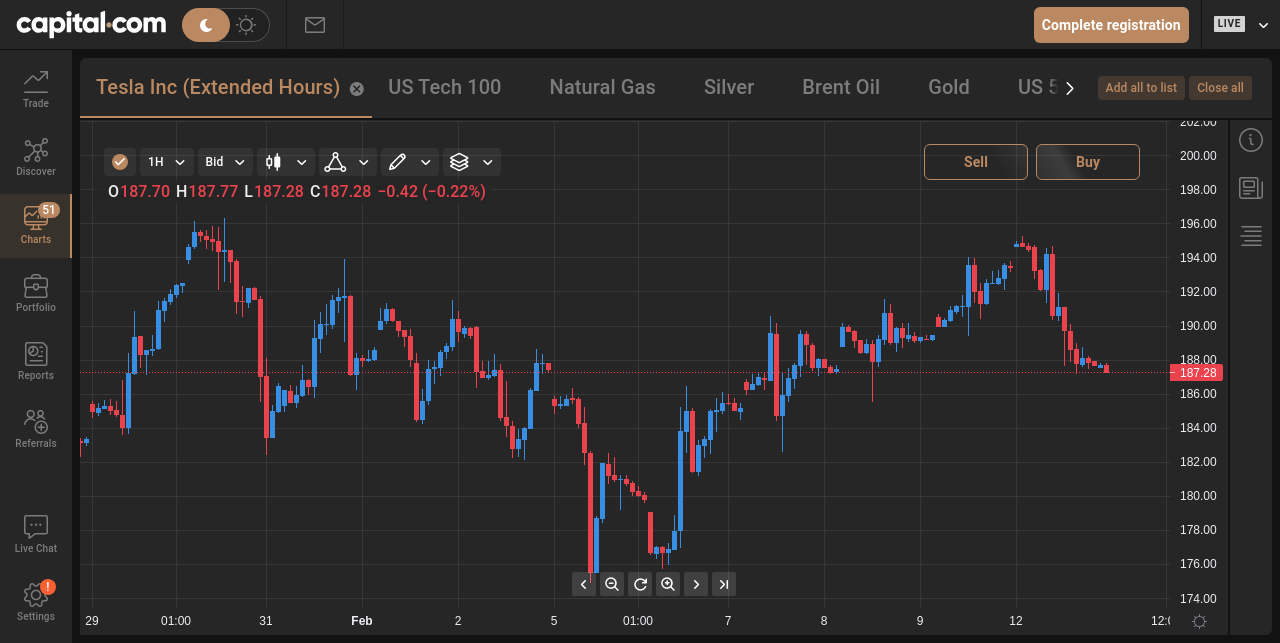 capital.com
Complete registration
LIVE
Trade
Discover
51
Charts
Portfolio
Reports
Referrals
Live Chat
!
Settings
Tesla Inc (Extended Hours) US Tech 100 Natural Gas Silver Brent Oil Gold US 5
Add all to list Close all
1H Bid
Sell Buy
O187.70 H187.77 L187.28 C187.28 −0.42 (−0.22%)
202.00
200.00
198.00
196.00
194.00
192.00
190.00
188.00
187.28
186.00
184.00
182.00
180.00
178.00
176.00
174.00
29 01:00 31 Feb 2 5 01:00 7 8 9 12 12:0